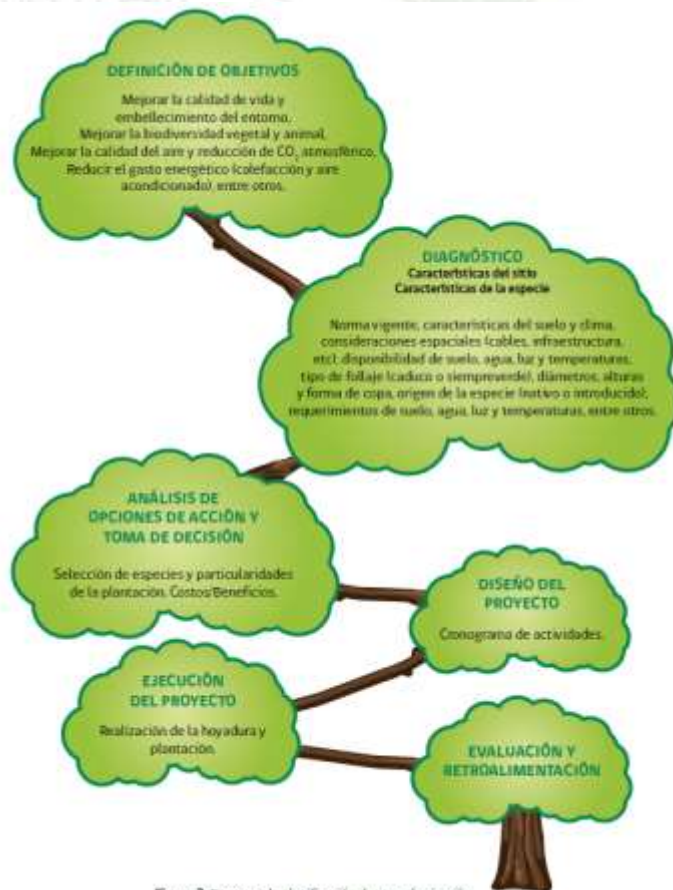 DEFINICIÓN DE OBJETIVOS
Mejorar la calidad de vida y
embellecimiento del entorno.
Mejorar la biodiversidad vegetal y animal.
Mejorar la calidad del aire y reducción de CO₂ atmosférico.
Reducir el gasto energético (calefacción y aire
acondicionado), entre otros.
DIAGNÓSTICO
Características del sitio
Características de la especie
Norma vigente, características del suelo y clima,
consideraciones espaciales (cables, infraestructura,
etc); disponibilidad de suelo, agua, luz y temperaturas,
tipo de follaje (caduco o siempreverde), diámetros, alturas
y forma de copa, origen de la especie (nativo o introducido),
requerimientos de suelo, agua, luz y temperaturas, entre otros.
ANÁLISIS DE
OPCIONES DE ACCIÓN Y
TOMA DE DECISIÓN
Selección de especies y particularidades
de la plantación. Costos/Beneficios.
DISEÑO DEL
PROYECTO
Cronograma de actividades.
EJECUCIÓN
DEL PROYECTO
Realización de la hoyadura y
plantación.
EVALUACIÓN Y
RETROALIMENTACIÓN